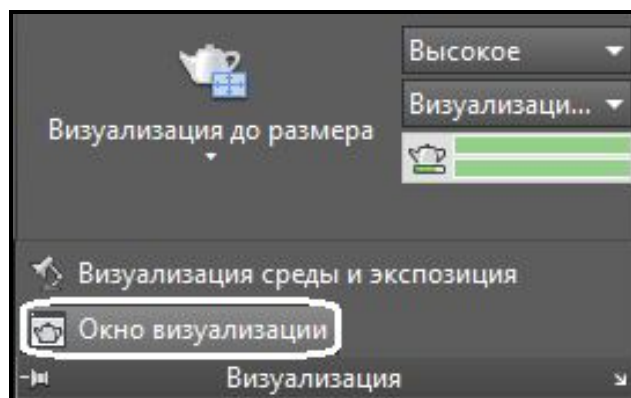 Высокое
Визуализаци...
Визуализация до размера
Визуализация среды и экспозиция
Окно визуализации
Визуализация